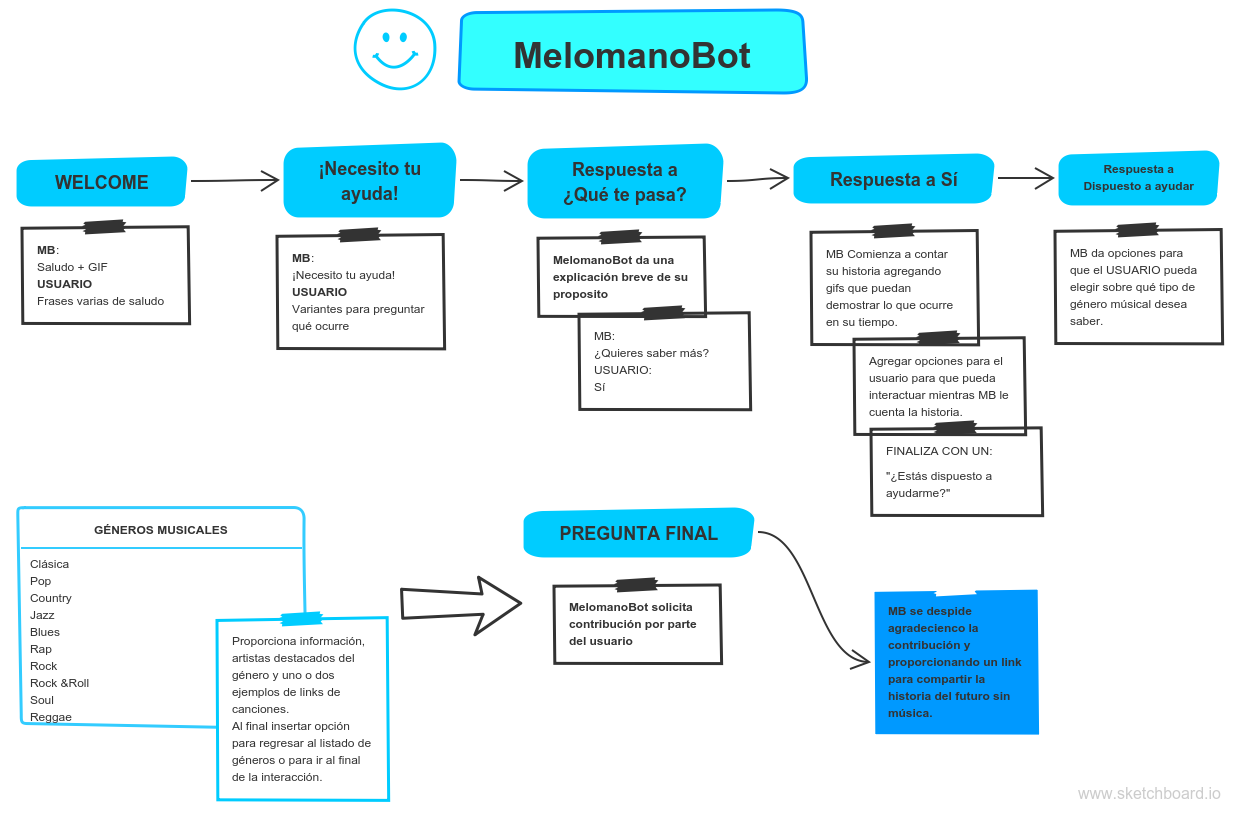 MelomanoBot
WELCOME
MB:
Saludo + GIF
USUARIO
Frases varias de saludo
¡Necesito tu
ayuda!
MB:
¡Necesito tu ayuda!
USUARIO
Variantes para preguntar
qué ocurre
Respuesta a
¿Qué te pasa?
MelomanoBot da una
explicación breve de su
proposito
MB:
¿Quieres saber más?
USUARIO:
Sí
Respuesta a Sí
MB Comienza a contar
su historia agregando
gifs que puedan
demostrar lo que ocurre
en su tiempo.
Agregar opciones para el
usuario para que pueda
interactuar mientras MB le
cuenta la historia.
FINALIZA CON UN:
"¿Estás dispuesto a
ayudarme?"
Respuesta a
Dispuesto a ayudar
MB da opciones para
que el USUARIO pueda
elegir sobre qué tipo de
género músical desea
saber.
GÉNEROS MUSICALES
Clásica
Pop
Country
Jazz
Blues
Rap
Rock
Rock &Roll
Soul
Reggae
Proporciona información,
artistas destacados del
género y uno o dos
ejemplos de links de
canciones.
Al final insertar opción
para regresar al listado de
géneros o para ir al final
de la interacción.
PREGUNTA FINAL
MelomanoBot solicita
contribución por parte
del usuario
MB se despide
agradecienco la
contribución y
proporcionando un link
para compartir la
historia del futuro sin
música.
www.sketchboard.io